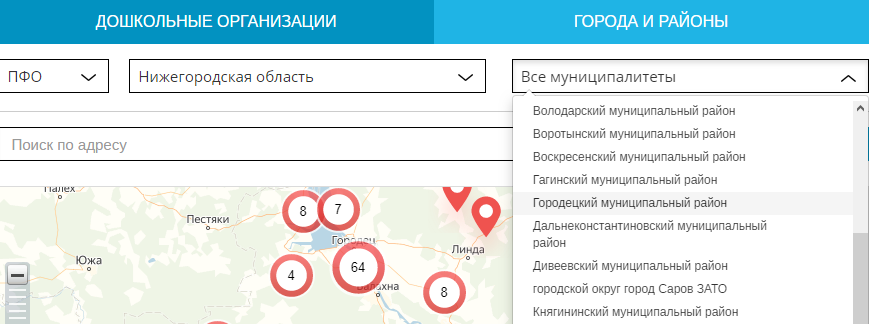 ДОШКОЛЬНЫЕ ОРГАНИЗАЦИИ
ГОРОДА И РАЙОНЫ
ПФО
Нижегородская область
Все муниципалитеты
Володарский муниципальный район
Воротынский муниципальный район
Воскресенский муниципальный район
Гагинский муниципальный район
Городецкий муниципальный район
Дальнеконстантиновский муниципальный
район
Дивеевский муниципальный район
городской округ город Саров ЗАТО
Княгининский муниципальный район
Поиск по адресу
Палех
Пестяки
8
7
Городец
Линда
Южа
4
64
Балахна
8